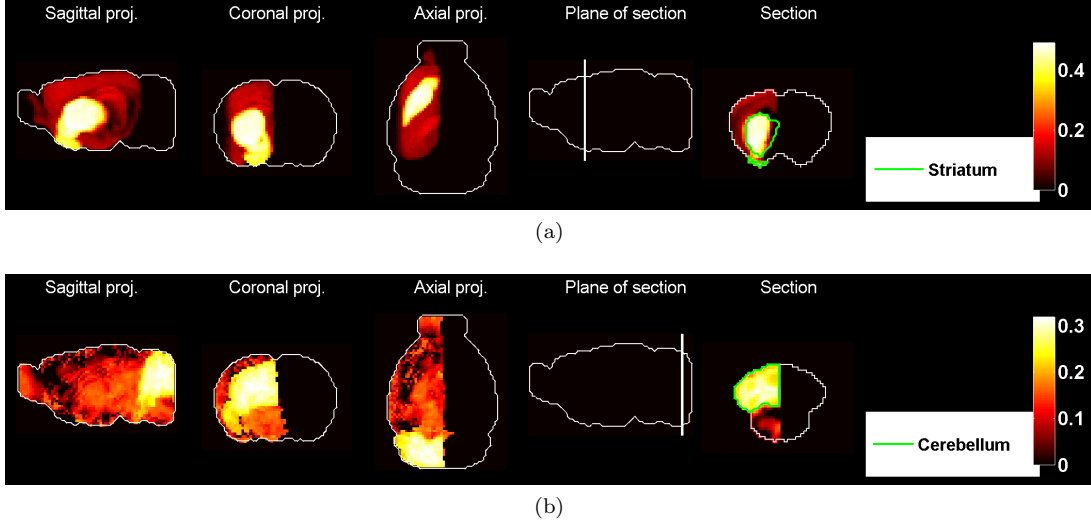 Sagittal proj. Coronal proj. Axial proj. Plane of section Section
0.4
0.2
0
Striatum
(a)
Sagittal proj. Coronal proj. Axial proj. Plane of section Section
0.3
0.2
0.1
0
Cerebellum
(b)